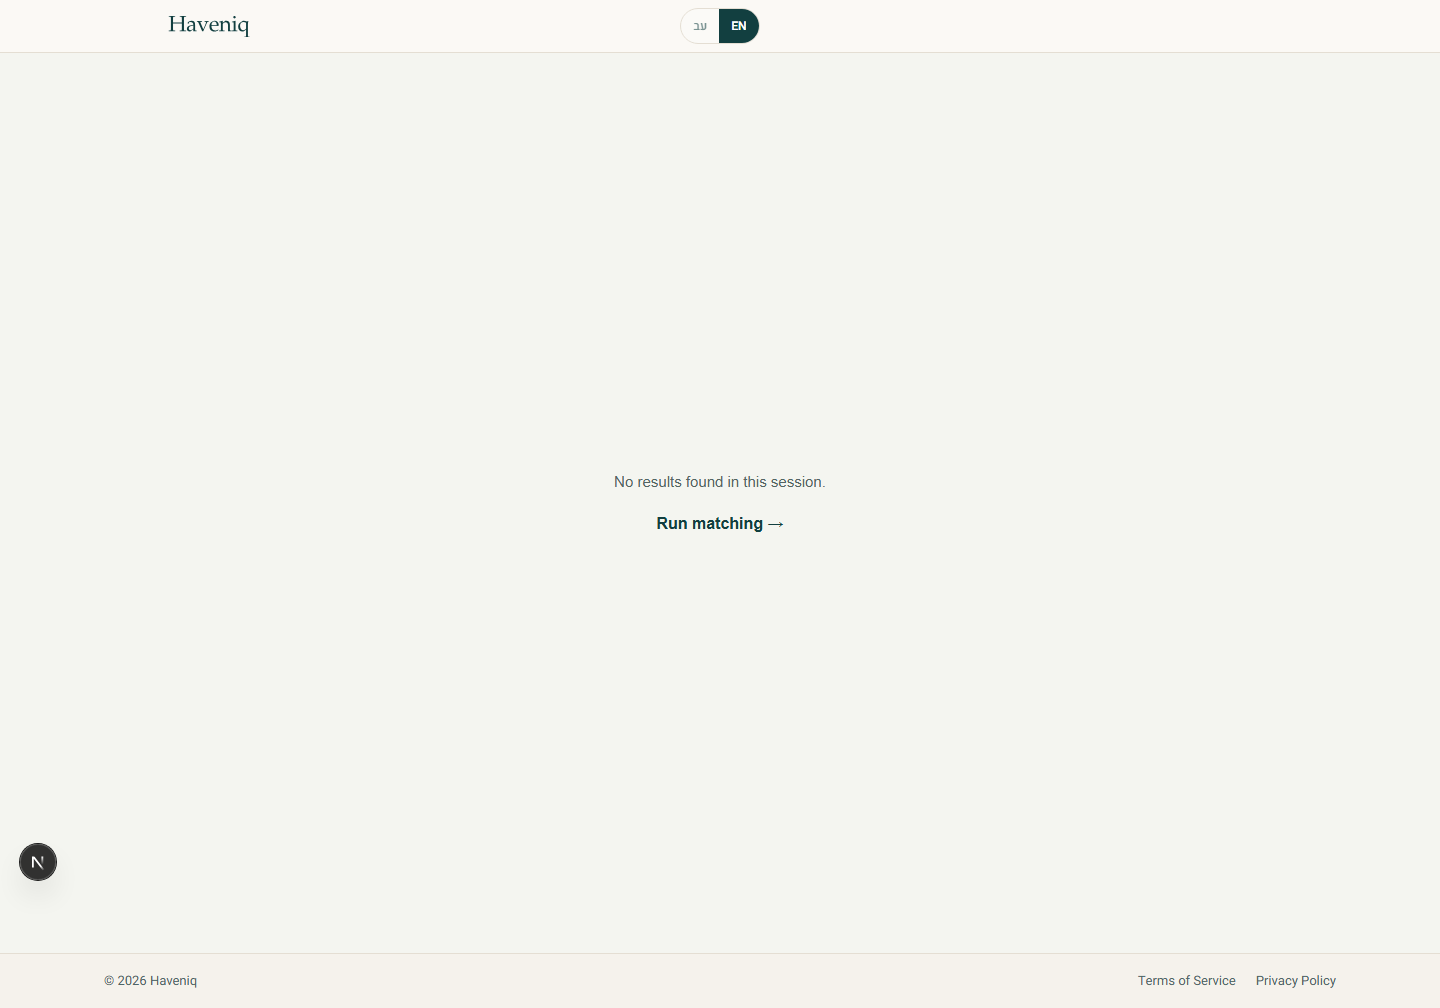 Haveniq
עב EN
No results found in this session.
Run matching →
N
© 2026 Haveniq
Terms of Service Privacy Policy